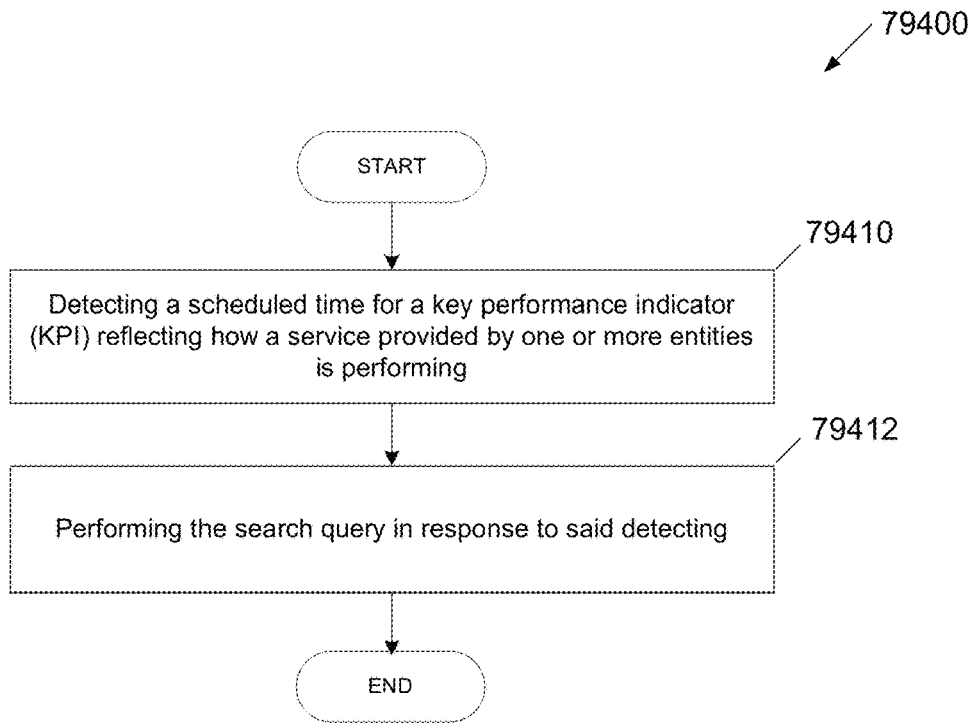 79400
START
79410
Detecting a scheduled time for a key performance indicator
(KPI) reflecting how a service provided by one or more entities
is performing
79412
Performing the search query in response to said detecting
END